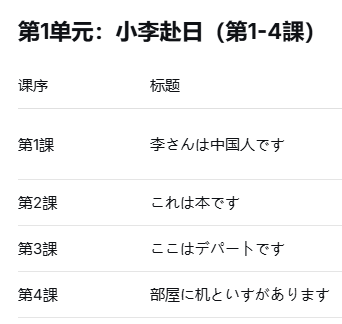 第1单元：小李赴日（第1-4課）
课序 标题
第1課 李さんは中国人です
第2課 これは本です
第3課 ここはデパートです
第4課 部屋に机といすがあります